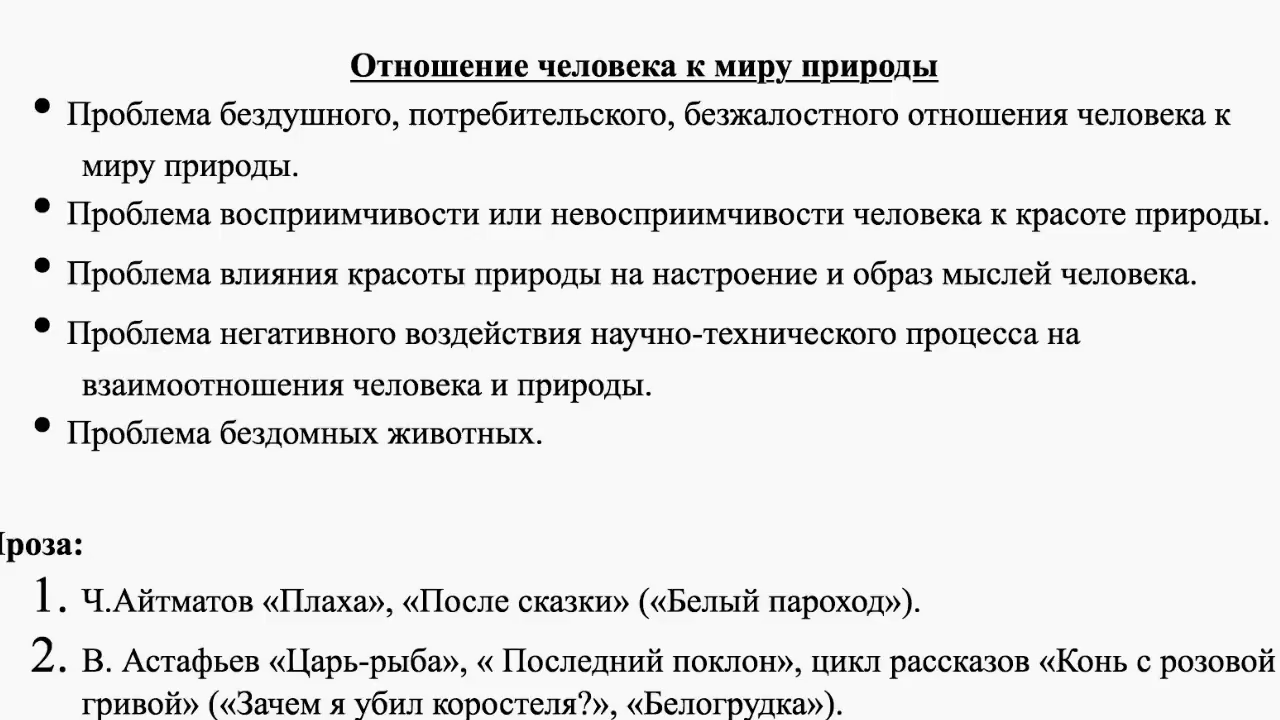 Отношение человека к миру природы
• Проблема бездушного, потребительского, безжалостного отношения человека к
миру природы.
• Проблема восприимчивости или невосприимчивости человека к красоте природы.
• Проблема влияния красоты природы на настроение и образ мыслей человека.
• Проблема негативного воздействия научно-технического процесса на
взаимоотношения человека и природы.
• Проблема бездомных животных.
Проза:
1. Ч.Айтматов «Плаха», «После сказки» («Белый пароход»).
2. В. Астафьев «Царь-рыба», « Последний поклон», цикл рассказов «Конь с розовой
гривой» («Зачем я убил коростеля?», «Белогрудка»).